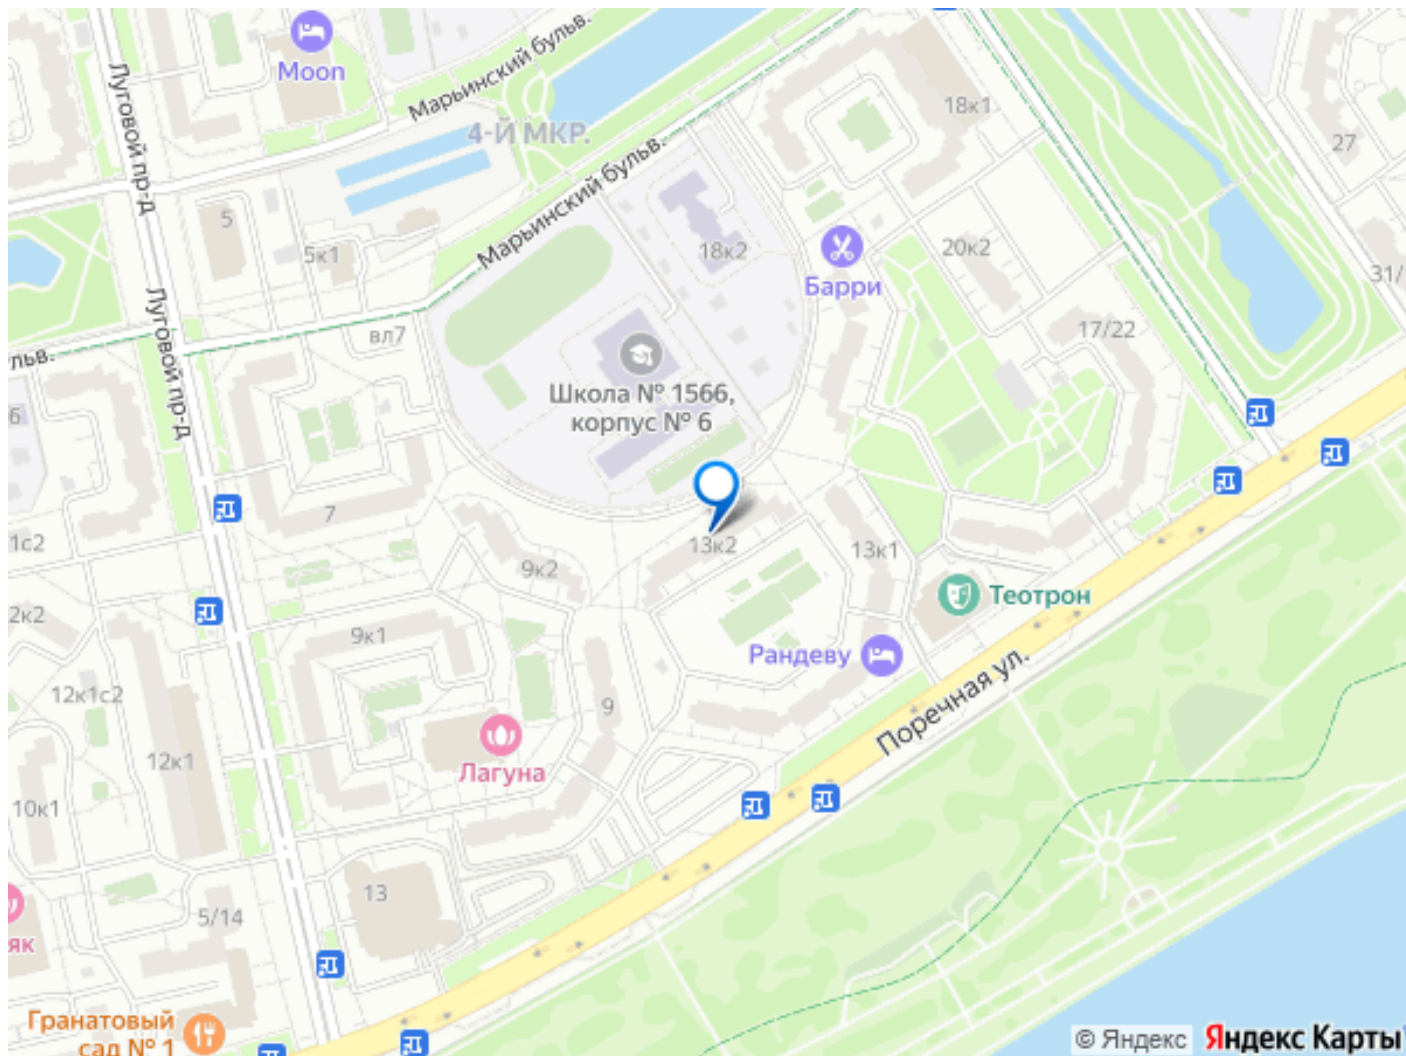 Moon
Марьинский бульв.
Луговой пр-д
4-Й МКР.
18к1
27
Марьинский бульв.
5
5к1
18к2
20к2
31/
Барри
Луговой пр-д
вл7
17/22
льв.
Школа № 1566,
корпус № 6
6
7
1с2
9к2
13к2
13к1
Теотрон
2к2
9к1
Рандеву
Поречная ул.
12к1с2
9
12к1
Лагуна
10к1
13
5/14
як
Гранатовый
сад № 1
© Яндекс
Яндекс Карты